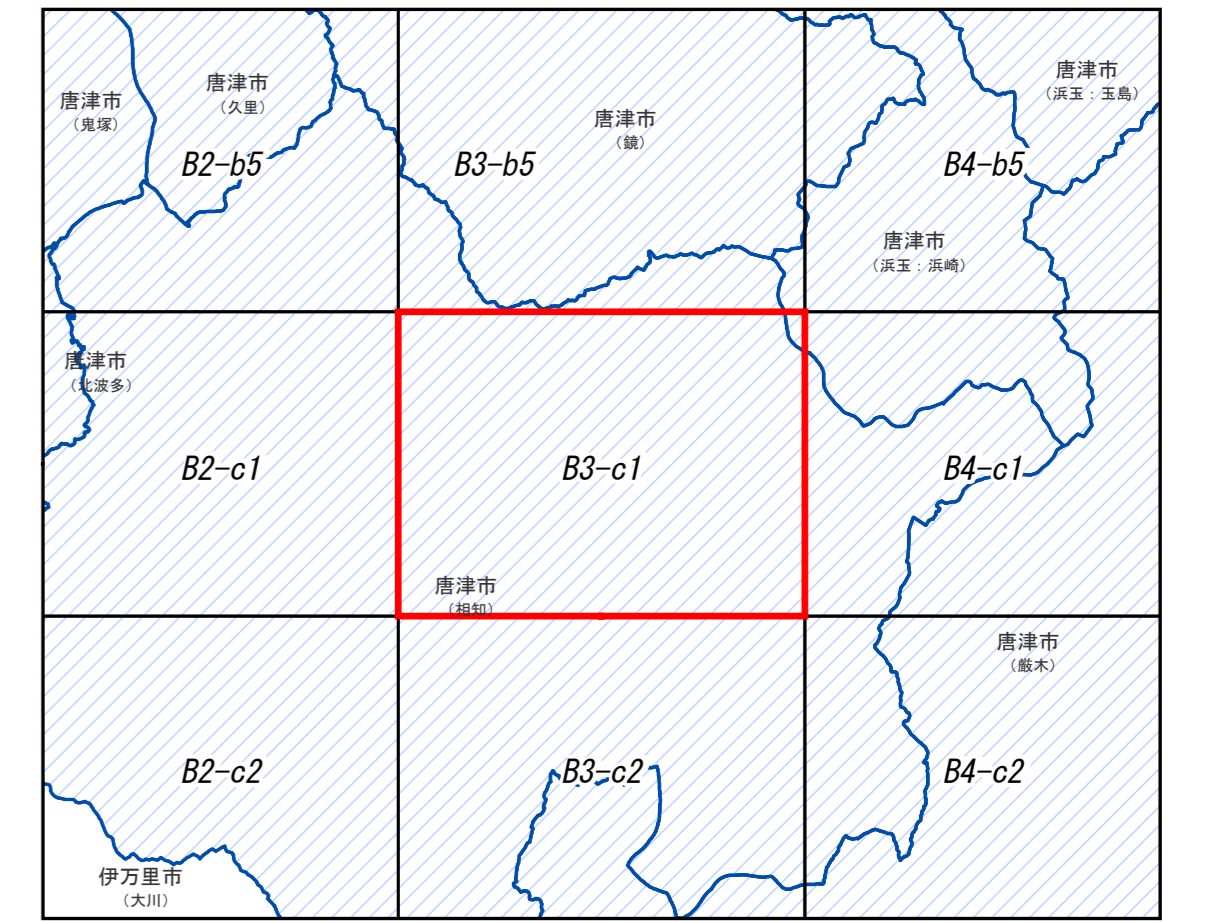 唐津市
（鬼塚）
唐津市
（久里）
B2-b5
唐津市
（鏡）
B3-b5
唐津市
（浜玉：玉島）
B4-b5
唐津市
（浜玉：浜崎）
唐津市
（北波多）
B2-c1
B3-c1
唐津市
（相知）
B4-c1
B2-c2
伊万里市
（大川）
B3-c2
唐津市
（厳木）
B4-c2